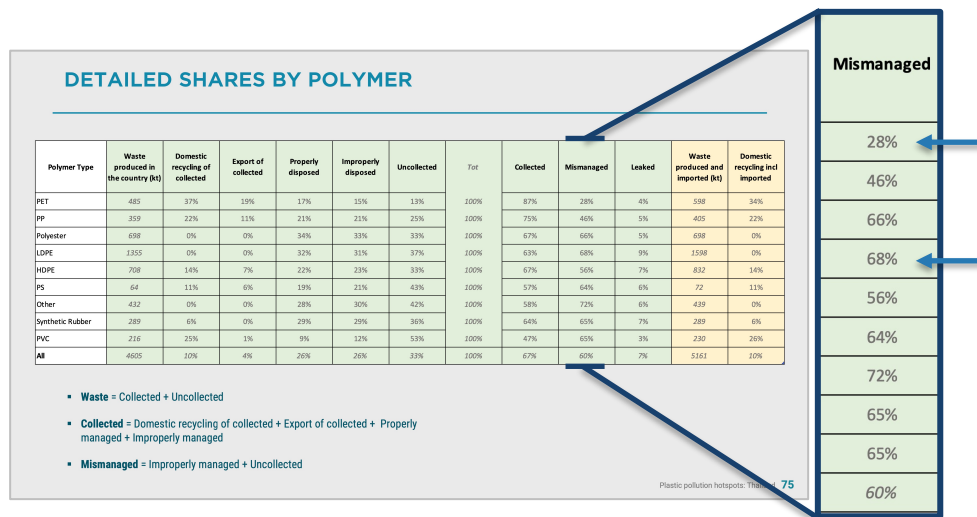 DETAILED SHARES BY POLYMER
Polymer Type Waste produced in the country (kt) Domestic recycling of collected Export of collected Properly disposed Improperly disposed Uncollected Tot Collected Mismanaged Leaked Waste produced and imported (kt) Domestic recycling incl imported
PET 485 37% 19% 17% 15% 13% 100% 87% 28% 4% 598 34%
PP 359 22% 11% 21% 21% 25% 100% 75% 46% 5% 405 22%
Polyester 698 0% 0% 34% 33% 33% 100% 67% 66% 5% 698 0%
LDPE 1355 0% 0% 32% 31% 37% 100% 63% 68% 9% 1598 0%
HDPE 708 14% 7% 22% 23% 33% 100% 67% 56% 7% 832 14%
PS 64 11% 6% 19% 21% 43% 100% 57% 64% 6% 72 11%
Other 432 0% 0% 28% 30% 42% 100% 58% 72% 6% 439 0%
Synthetic Rubber 289 6% 0% 29% 29% 36% 100% 64% 65% 7% 289 6%
PVC 216 25% 1% 9% 12% 53% 100% 47% 65% 3% 230 26%
All 4605 10% 4% 26% 26% 33% 100% 67% 60% 7% 5161 10%
▪ Waste = Collected + Uncollected
▪ Collected = Domestic recycling of collected + Export of collected + Properly
managed + Improperly managed
▪ Mismanaged = Improperly managed + Uncollected
Plastic pollution hotspots: 75
Mismanaged
28%
46%
66%
68%
56%
64%
72%
65%
65%
60%